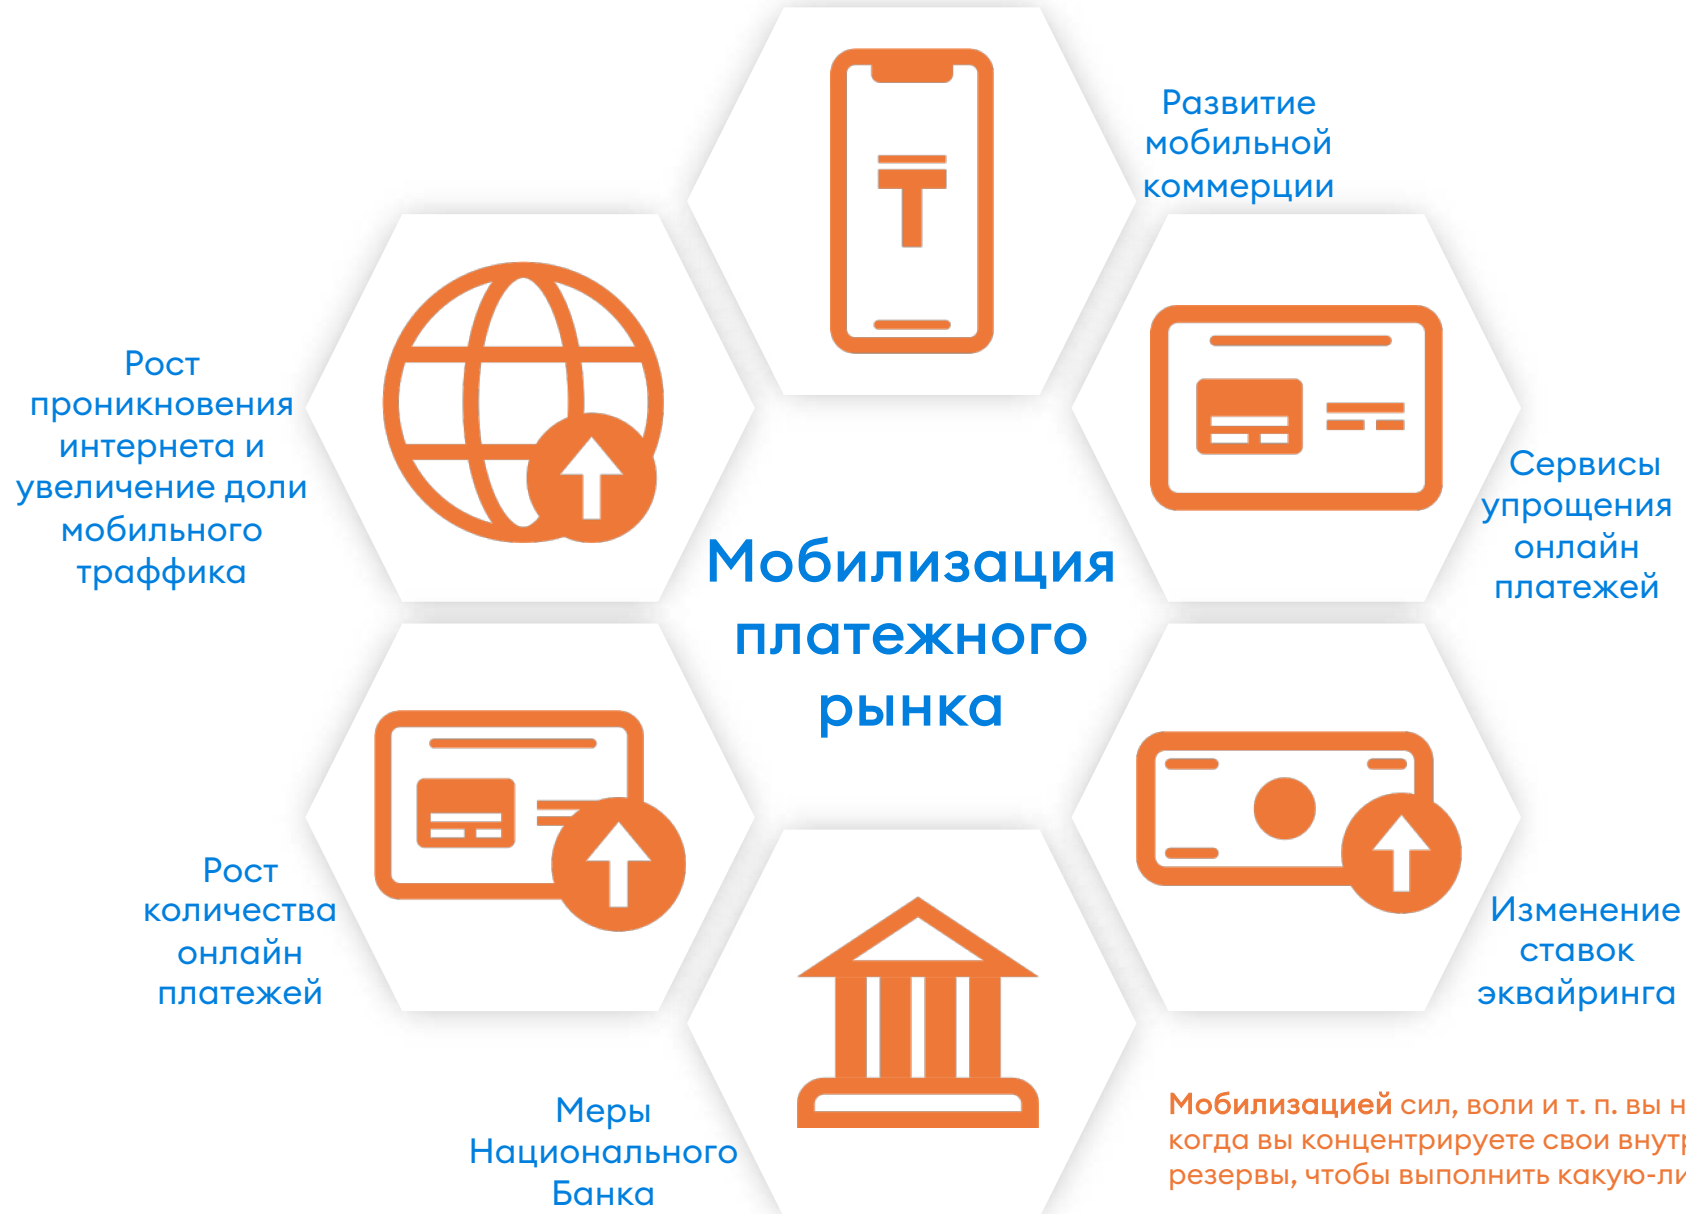 Развитие
мобильной
коммерции
Рост
проникновения
интернета и
увеличение доли
мобильного
траффика
Сервисы
упрощения
онлайн
платежей
Мобилизация
платежного
рынка
Рост
количества
онлайн
платежей
Изменение
ставок
эквайринга
Меры
Национального
Банка
Мобилизацией сил, воли и т. п. вы
когда вы концентрируете свои
резервы, чтобы выполнить